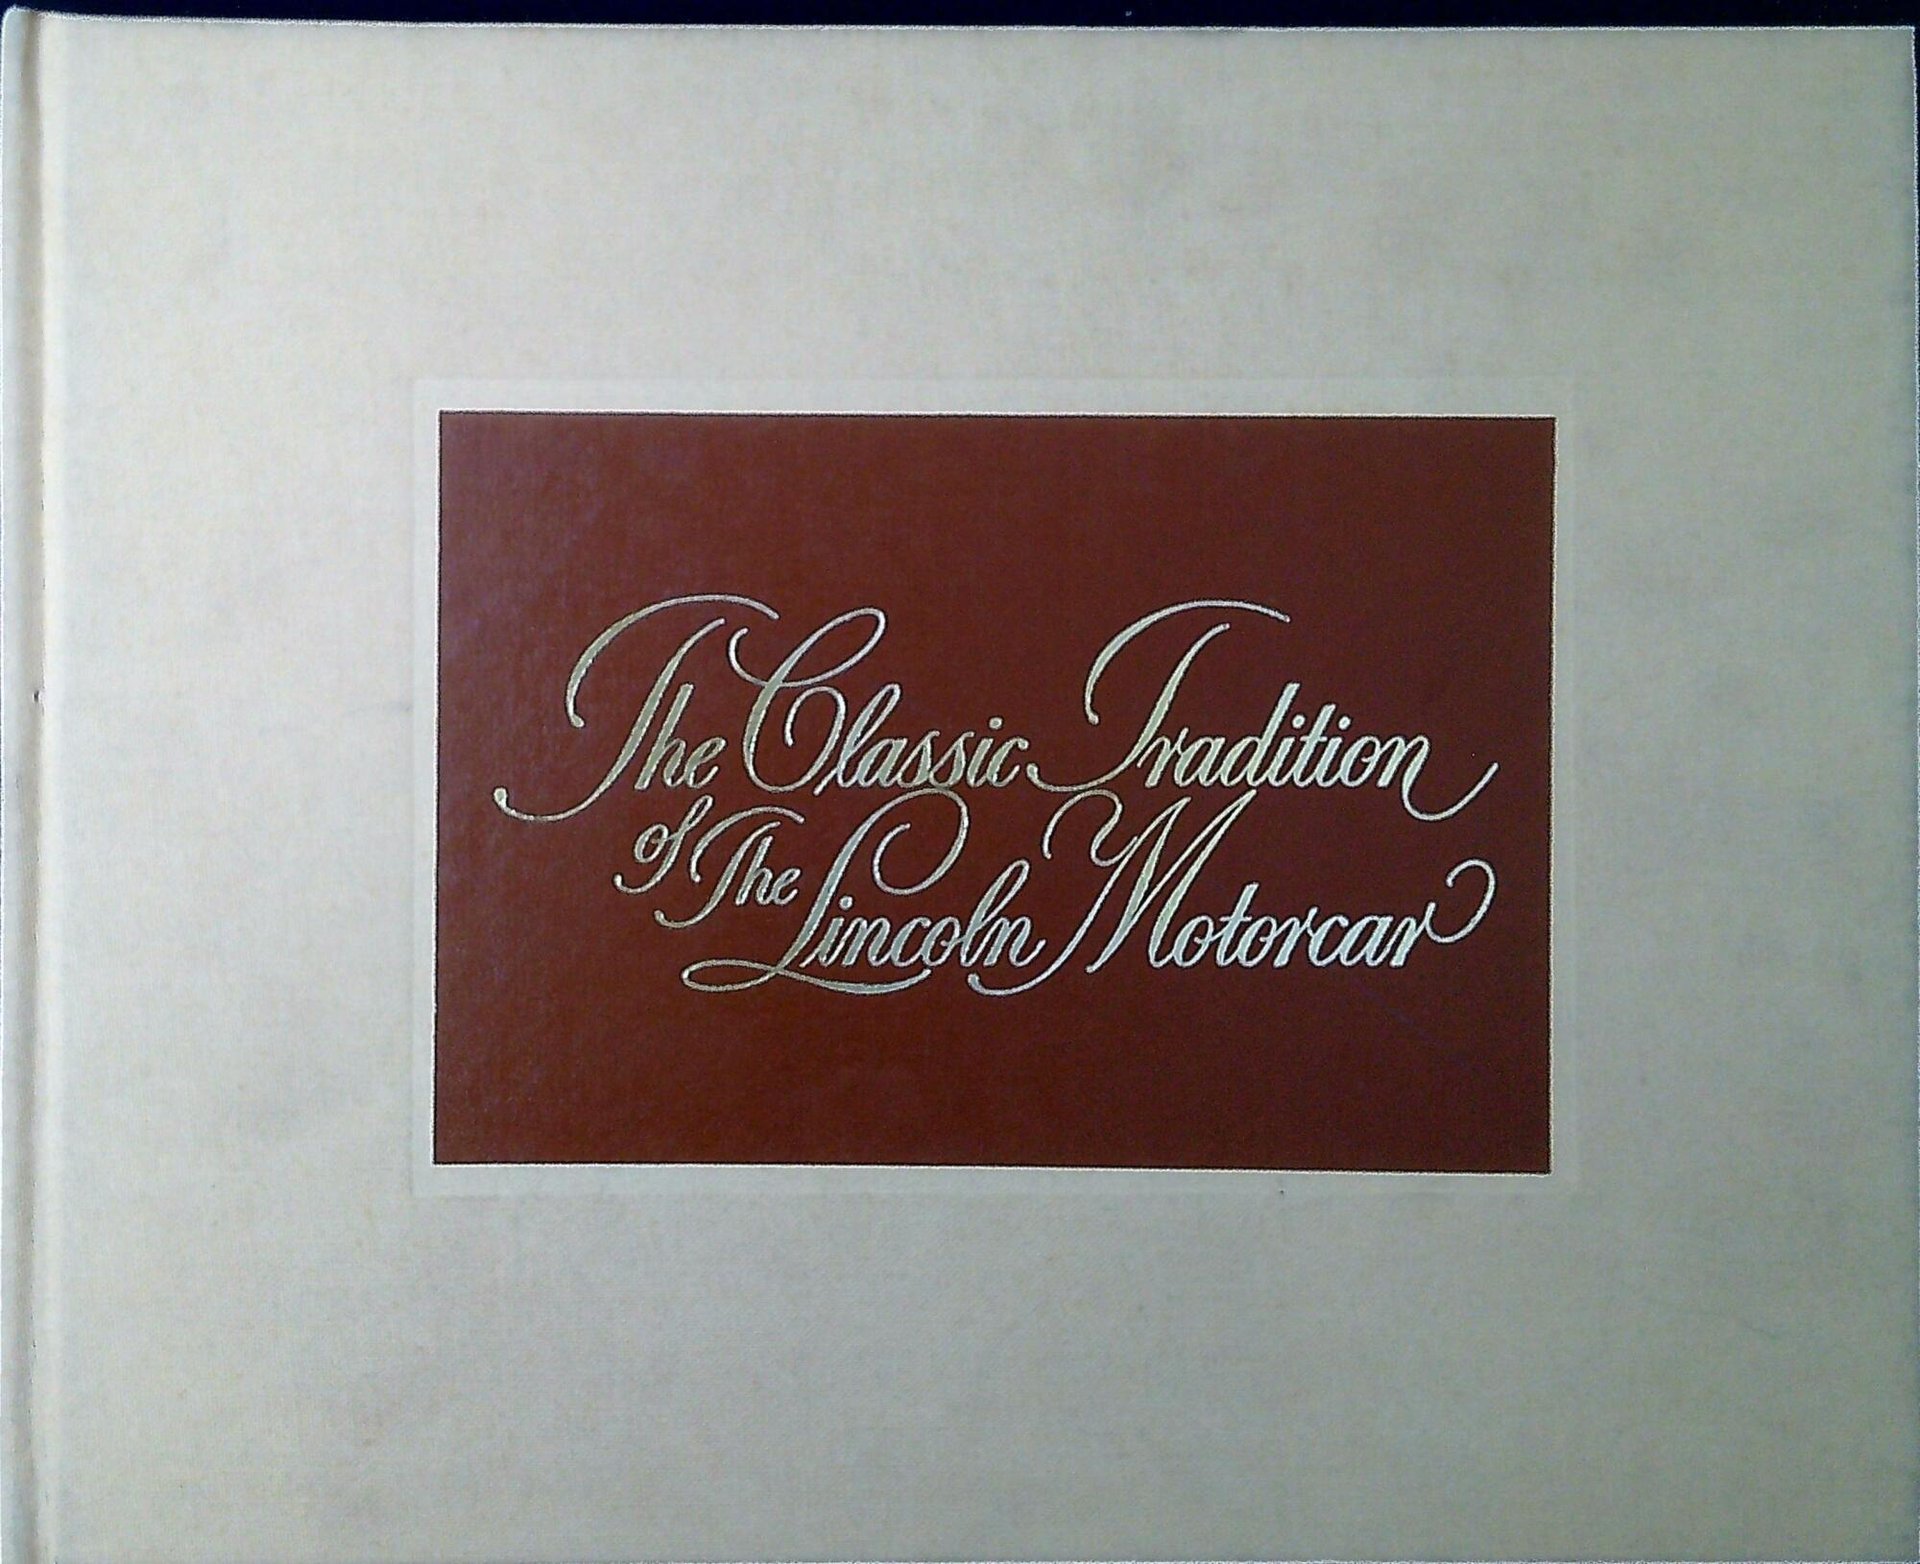 The Classic Tradition
of The Lincoln Motorcar